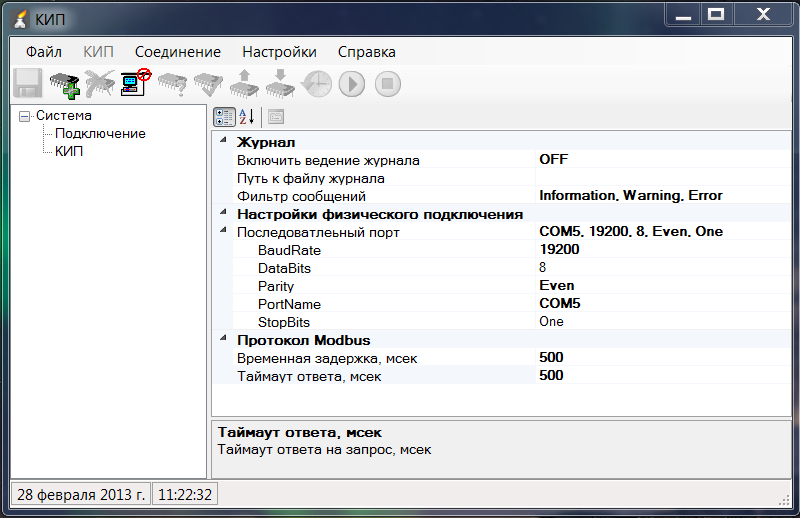 КИП
Файл КИП Соединение Настройки Справка
Система
Подключение
КИП
Журнал
Включить ведение журнала OFF
Путь к файлу журнала
Фильтр сообщений Information, Warning, Error
Настройки физического подключения
Последоватлеьный порт COM5, 19200, 8, Even, One
BaudRate 19200
DataBits 8
Parity Even
PortName COM5
StopBits One
Протокол Modbus
Временная задержка, мсек 500
Таймаут ответа, мсек 500
Таймаут ответа, мсек
Таймаут ответа на запрос, мсек
28 февраля 2013 г. 11:22:32